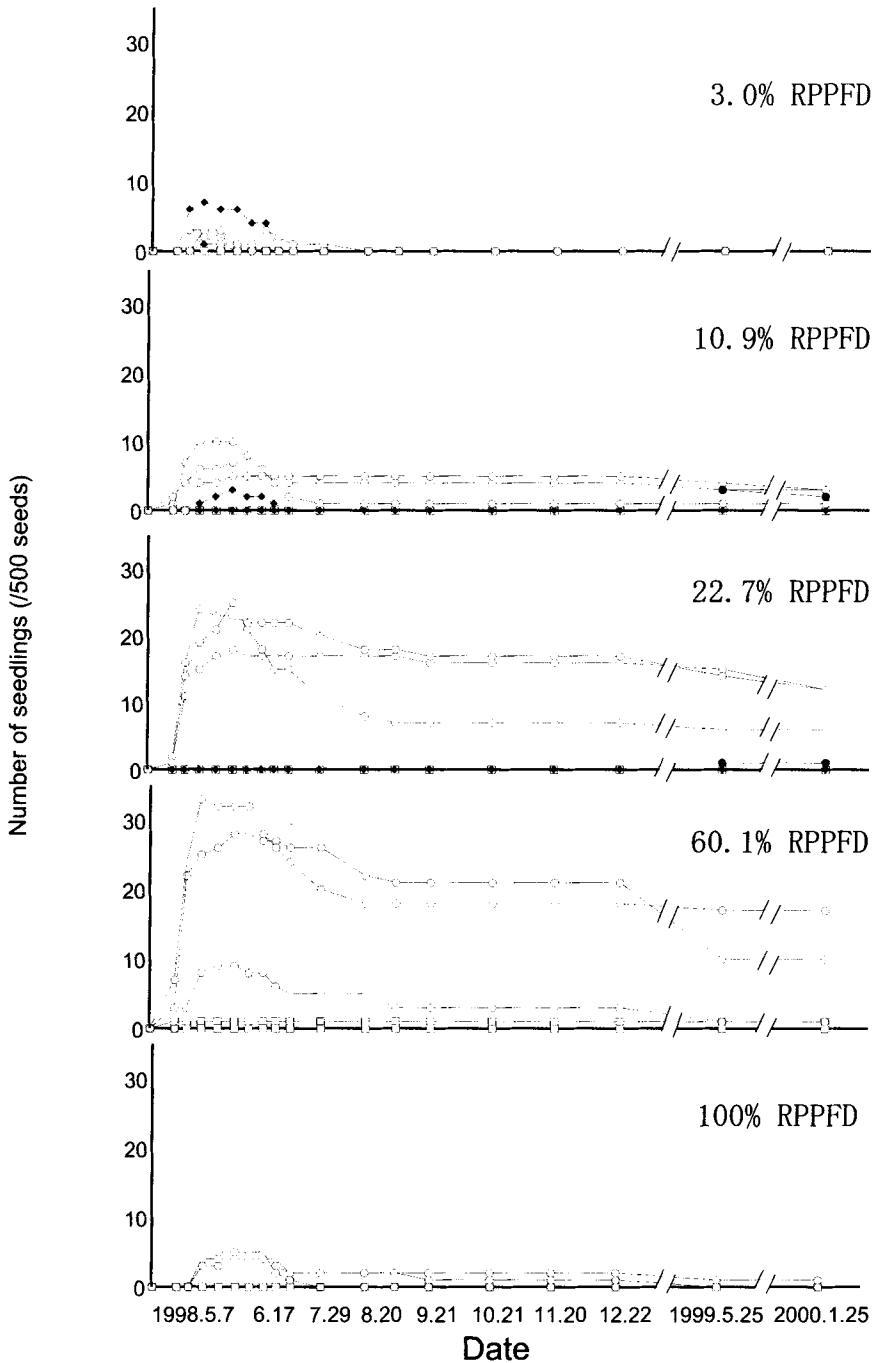 30
20
10
0
3.0% RPPFD
30
20
10
0
10.9% RPPFD
30
20
10
0
22.7% RPPFD
30
20
10
0
60.1% RPPFD
30
20
10
0
100% RPPFD
Number of seedlings (/500 seeds)
1998.5.7 6.17 7.29 8.20 9.21 10.21 11.20 12.22 1999.5.25 2000.1.25
Date